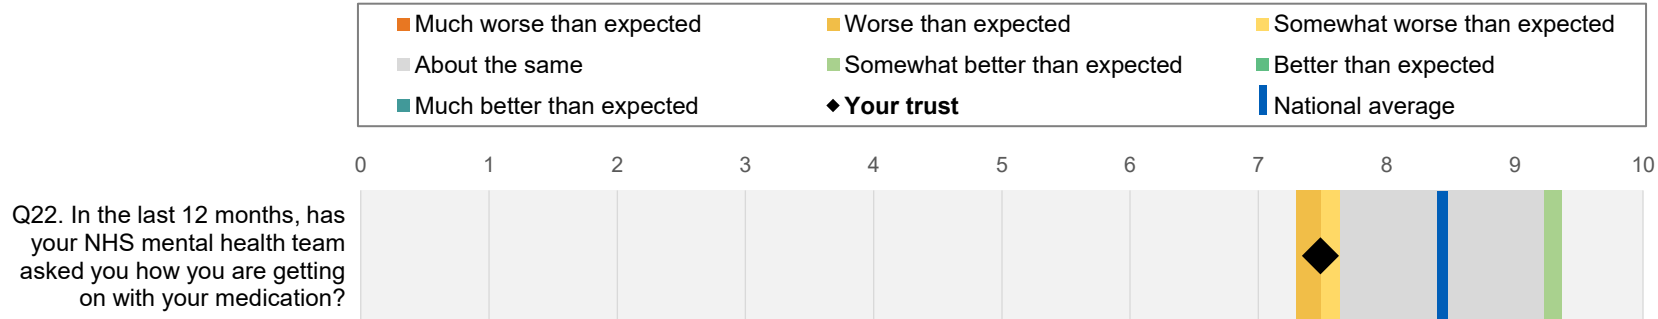 Much worse than expected
Worse than expected
Somewhat worse than expected
About the same
Somewhat better than expected
Better than expected
Much better than expected
Your trust
National average
0 1 2 3 4 5 6 7 8 9 10
Q22. In the last 12 months, has
your NHS mental health team
asked you how you are getting
on with your medication?